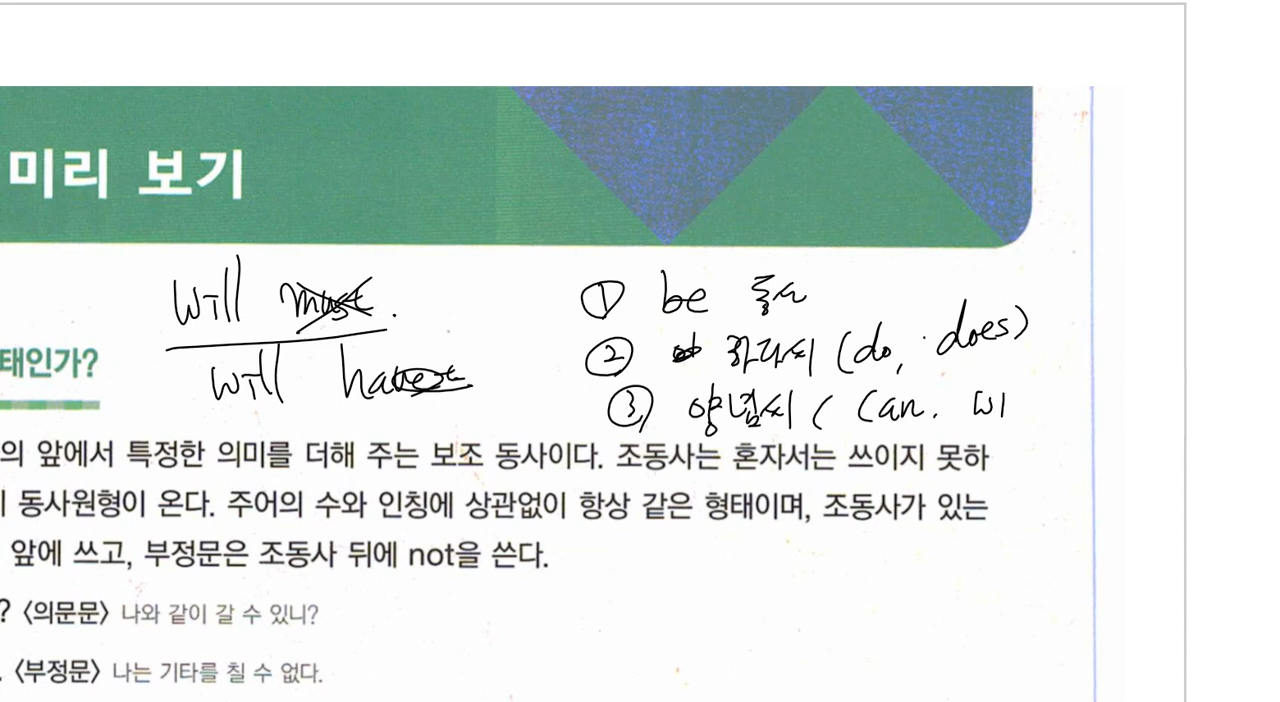 미리 보기
will must.
① be 동사
② 하다씨 (do, does)
태인가?
will have to
③ 양념씨 ( can. wi
의 앞에서 특정한 의미를 더해 주는 보조 동사이다. 조동사는 혼자서는 쓰이지 못하
동사원형이 온다. 주어의 수와 인칭에 상관없이 항상 같은 형태이며, 조동사가 있는
앞에 쓰고, 부정문은 조동사 뒤에 not을 쓴다.
? 〈의문문〉 나와 같이 갈 수 있니?
. 〈부정문〉 나는 기타를 칠 수 없다.